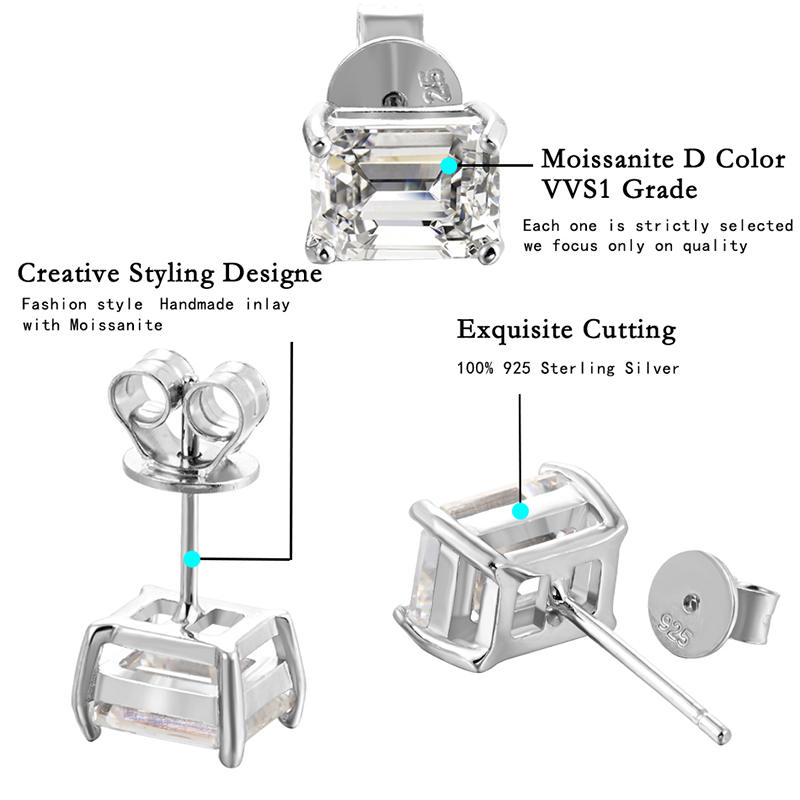 25
Moissanite D Color
VVS1 Grade
Each one is strictly selected
we focus only on quality
Creative Styling Designe
Fashion style Handmade inlay
with Moissanite
Exquisite Cutting
100% 925 Sterling Silver
925